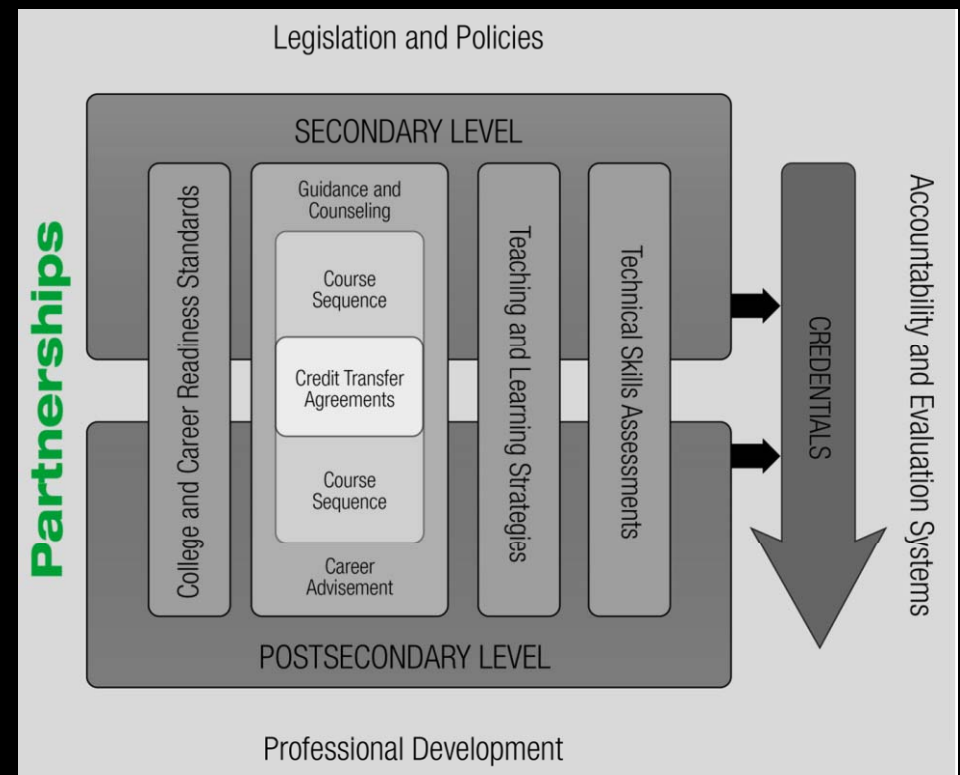 Legislation and Policies
SECONDARY LEVEL
Partnerships
College and Career Readiness Standards
Guidance and
Counseling
Course
Sequence
Credit Transfer
Agreements
Course
Sequence
Career
Advisement
Teaching and Learning Strategies
Technical Skills Assessments
CREDENTIALS
Accountability and Evaluation Systems
POSTSECONDARY LEVEL
Professional Development